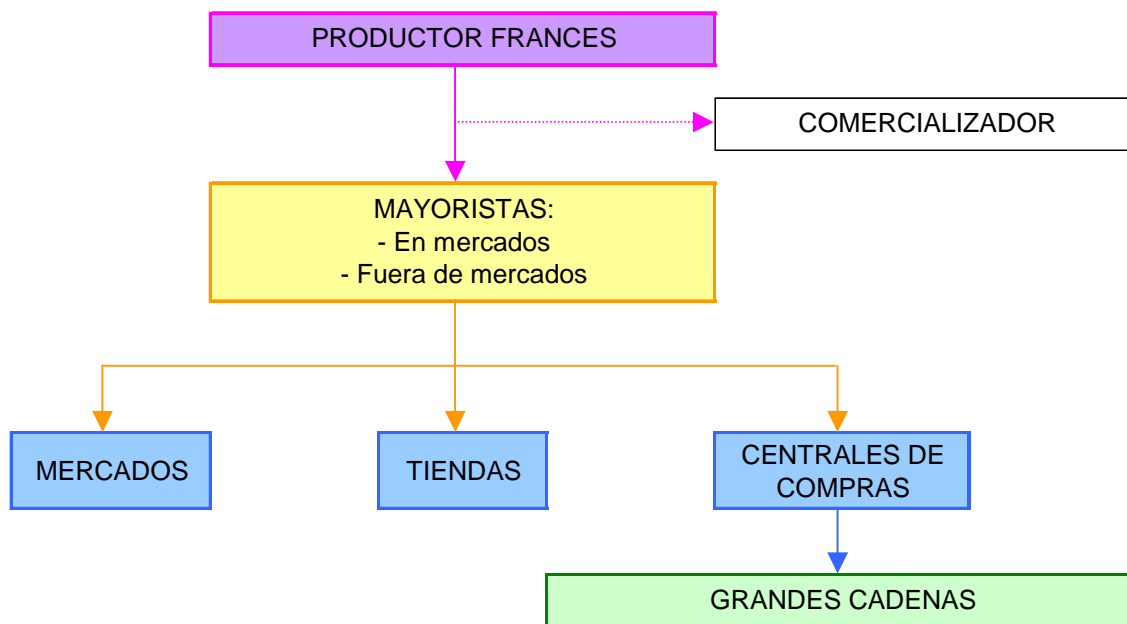 PRODUCTOR FRANCES
COMERCIALIZADOR
MAYORISTAS:
- En mercados
- Fuera de mercados
MERCADOS
TIENDAS
CENTRALES DE
COMPRAS
GRANDES CADENAS